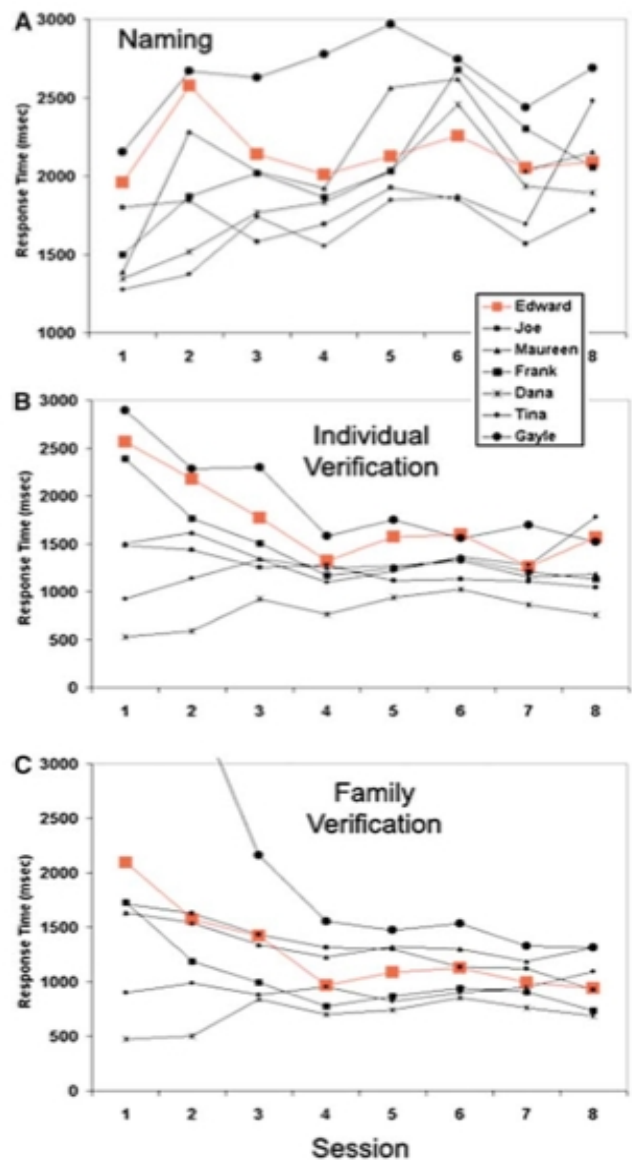 A
Naming
Response Time (msec)
3000
2500
2000
1500
1000
1 2 3 4 5 6 7 8
Edward
Joe
Maureen
Frank
Dana
Tina
Gayle
B
Individual
Verification
Response Time (msec)
3000
2500
2000
1500
1000
500
0
1 2 3 4 5 6 7 8
C
Family
Verification
Response Time (msec)
3000
2500
2000
1500
1000
500
0
1 2 3 4 5 6 7 8
Session